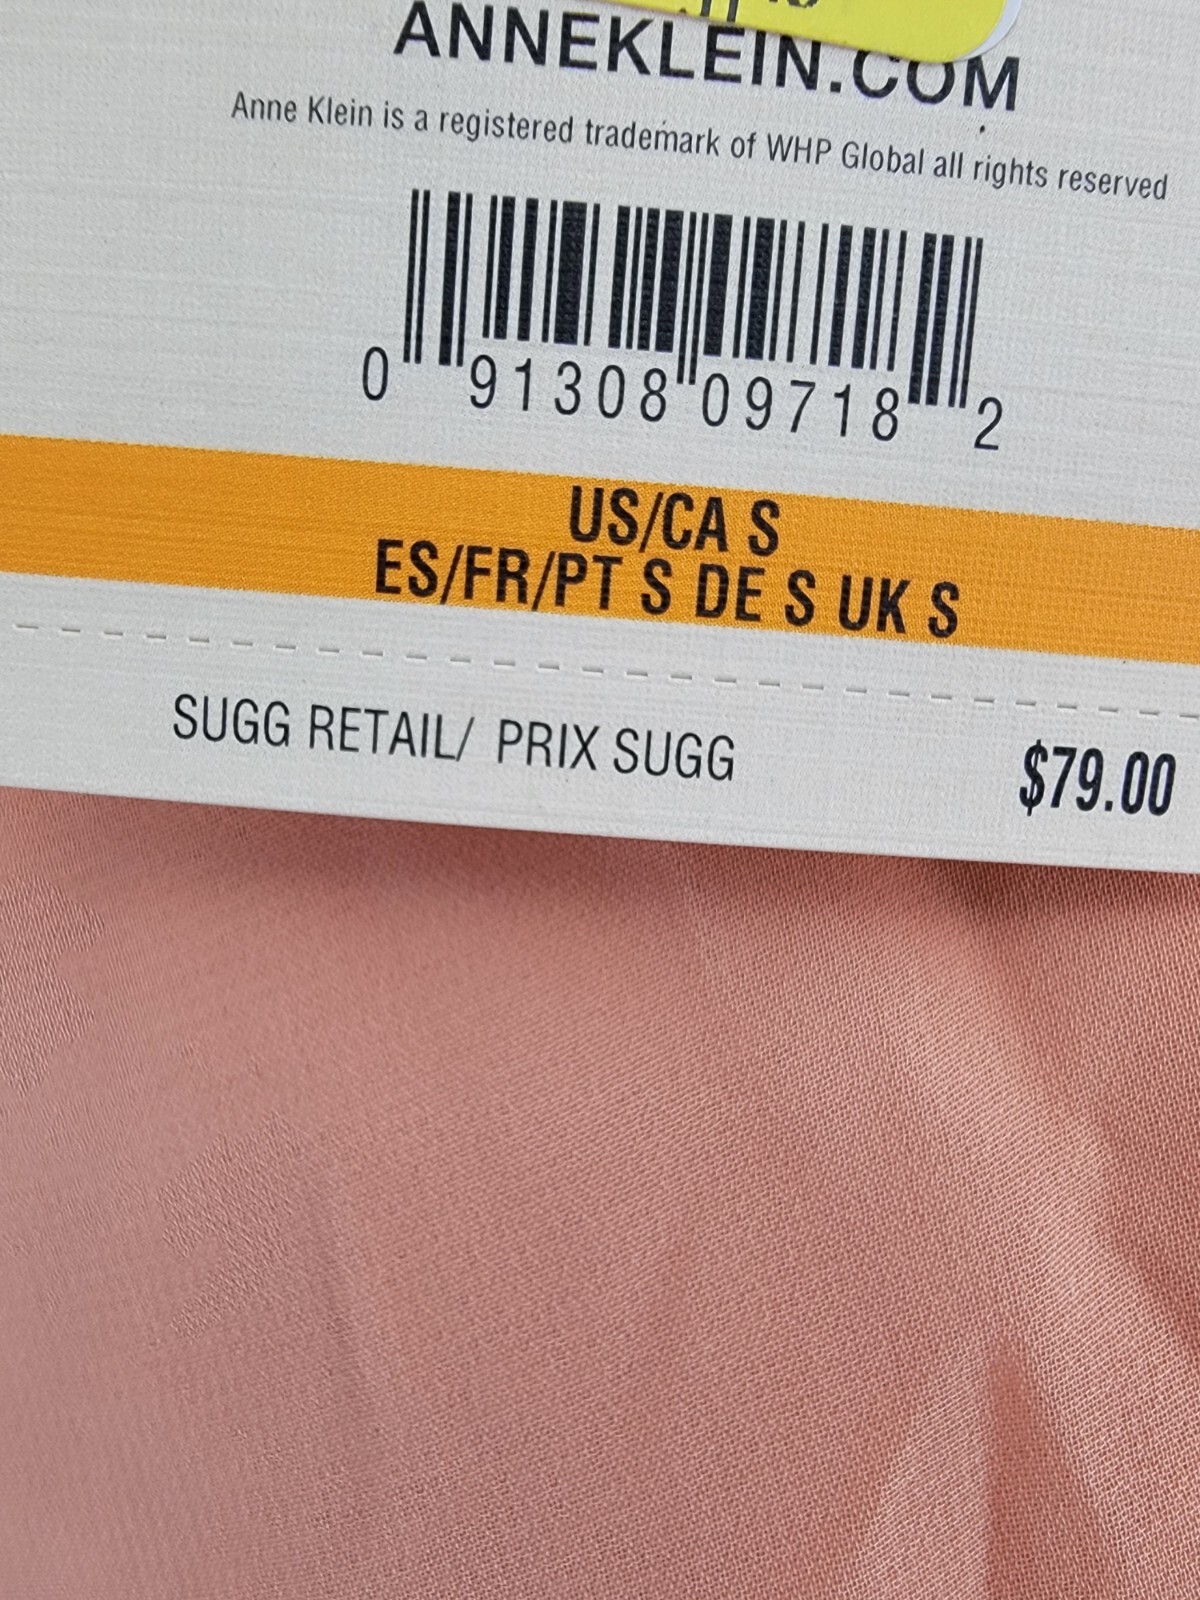 ANNEKLEIN.COM
Anne Klein is a registered trademark of WHP Global all rights reserved
0 91308 09718 2
US/CA S
ES/FR/PT S DE S UK S
SUGG RETAIL/ PRIX SUGG $79.00